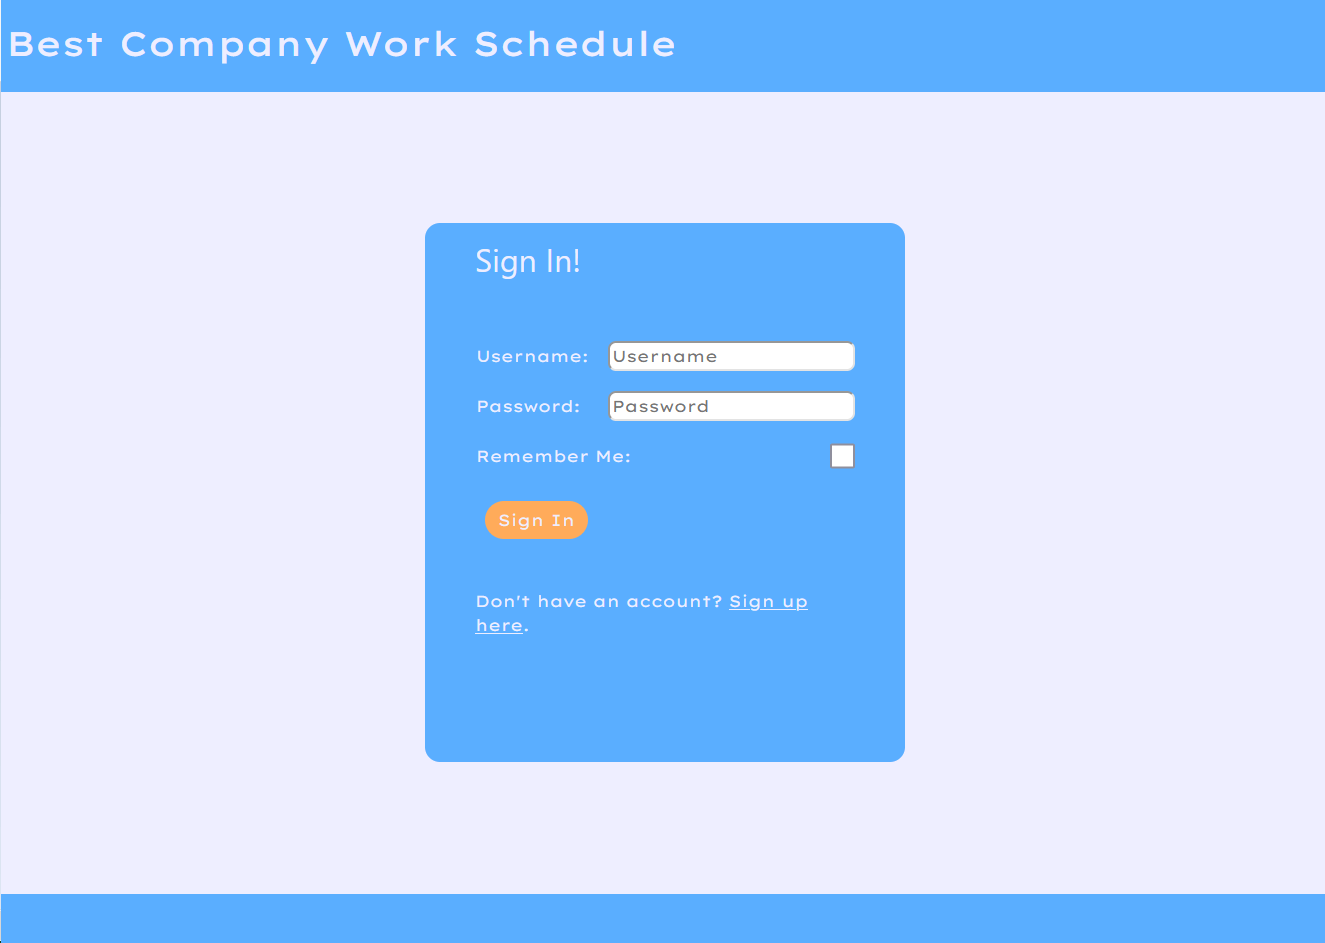 Best Company Work Schedule
Sign In!
Username: Username
Password: Password
Remember Me:
Sign In
Don't have an account? Sign up
here.